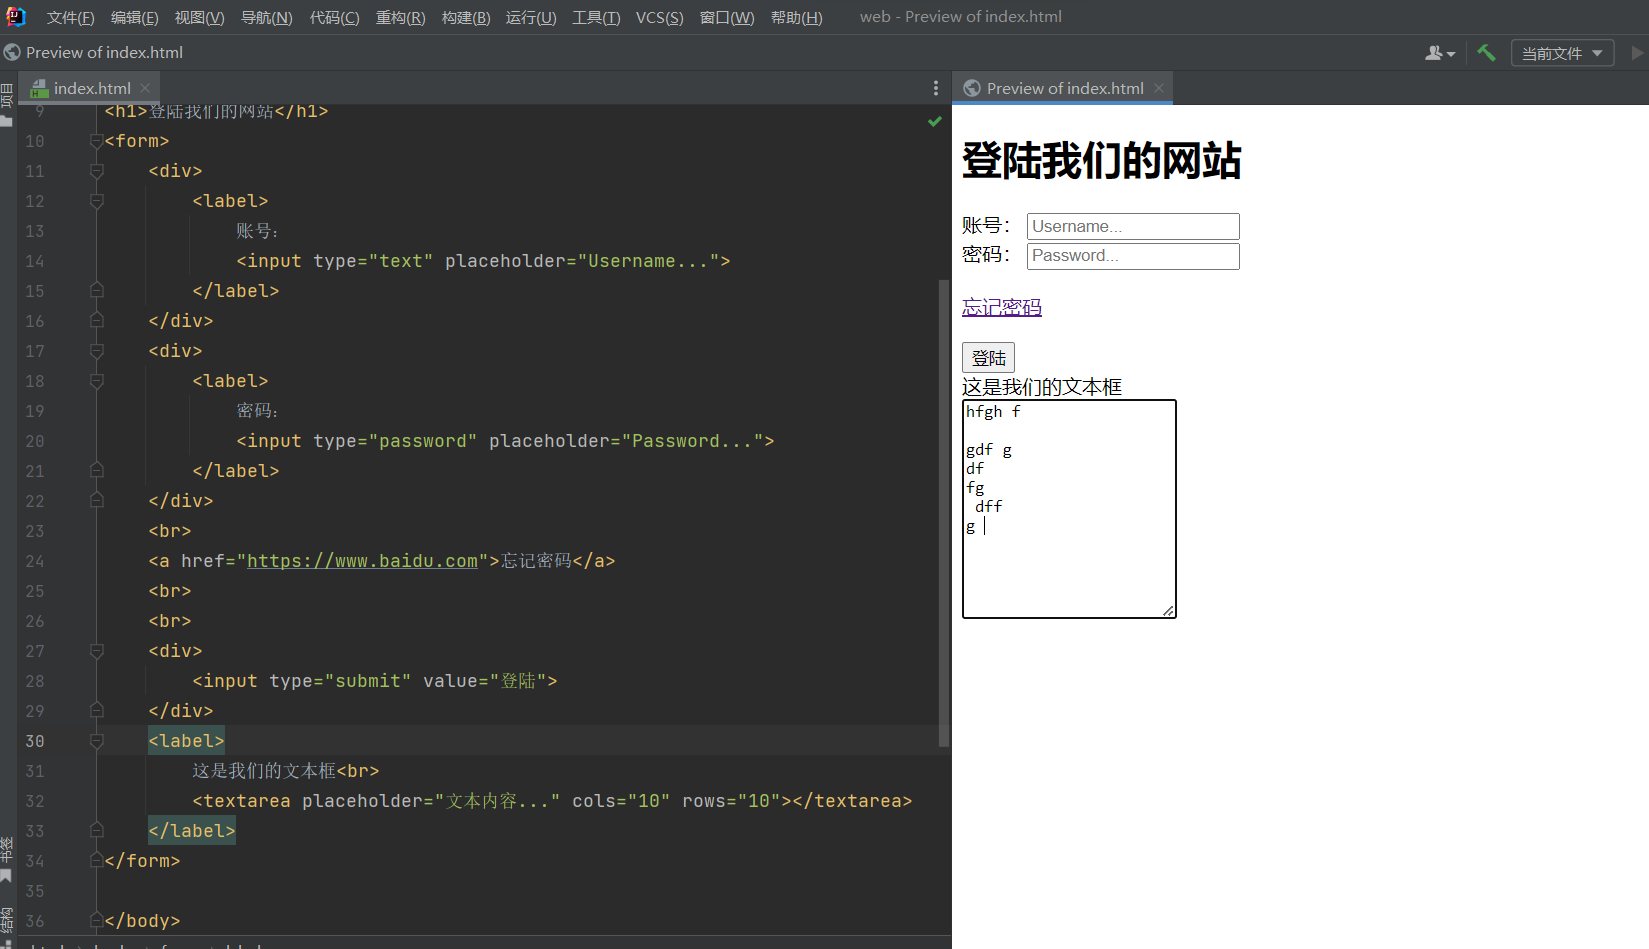 文件(F) 编辑(E) 视图(V) 导航(N) 代码(C) 重构(R) 构建(B) 运行(U) 工具(T) VCS(S) 窗口(W) 帮助(H) web - Preview of index.html
Preview of index.html 当前文件
项目
index.html
9 <h1>登陆我们的网站</h1>
10 <form>
11 <div>
12 <label>
13 账号：
14 <input type="text" placeholder="Username...">
15 </label>
16 </div>
17 <div>
18 <label>
19 密码：
20 <input type="password" placeholder="Password...">
21 </label>
22 </div>
23 <br>
24 <a href="https://www.baidu.com">忘记密码</a>
25 <br>
26 <br>
27 <div>
28 <input type="submit" value="登陆">
29 </div>
30 <label>
31 这是我们的文本框<br>
32 <textarea placeholder="文本内容..." cols="10" rows="10"></textarea>
33 </label>
34 </form>
35
36 </body>
书签
结构
Preview of index.html
登陆我们的网站
账号： Username...
密码： Password...
忘记密码
登陆
这是我们的文本框
hfgh f
gdf g
df
fg
dff
g